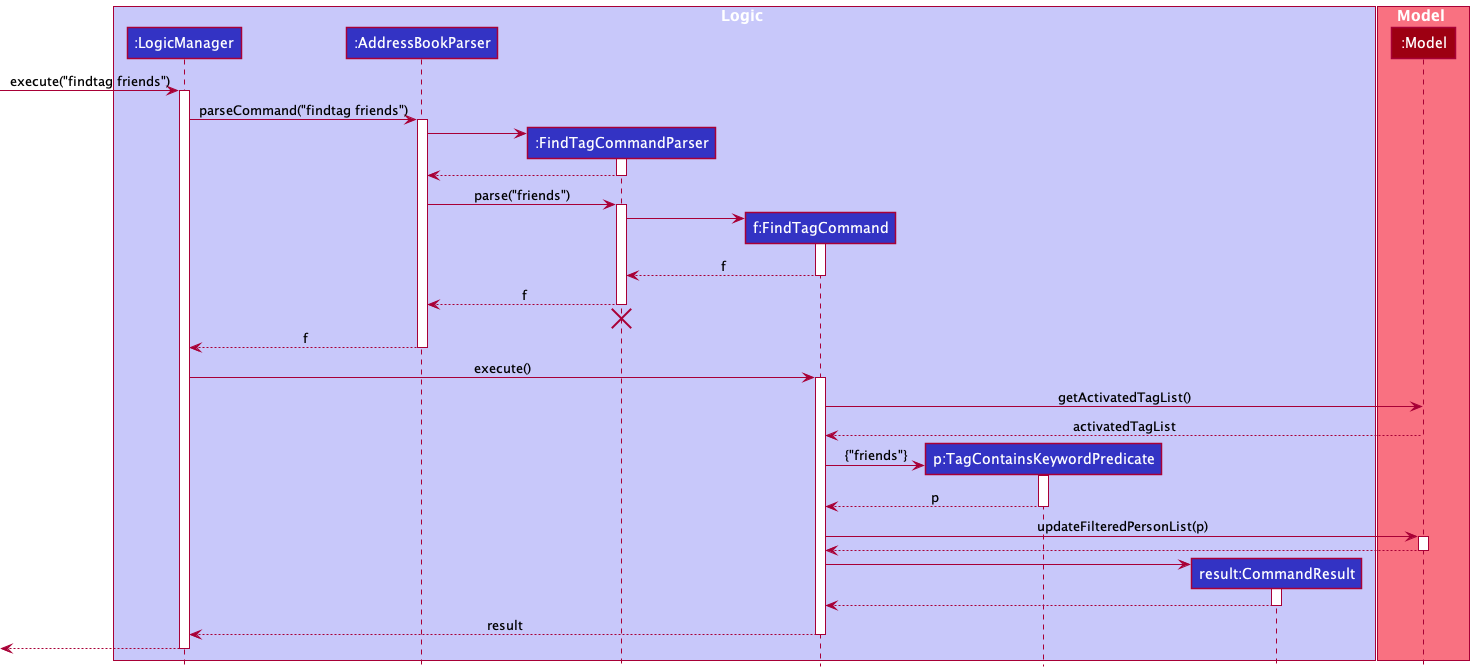 Logic
Model
:LogicManager
:AddressBookParser
:Model
execute("findtag friends")
parseCommand("findtag friends")
:FindTagCommandParser
parse("friends")
f:FindTagCommand
f
f
f
execute()
getActivatedTagList()
activatedTagList
{"friends"}
p:TagContainsKeywordPredicate
p
updateFilteredPersonList(p)
result:CommandResult
result